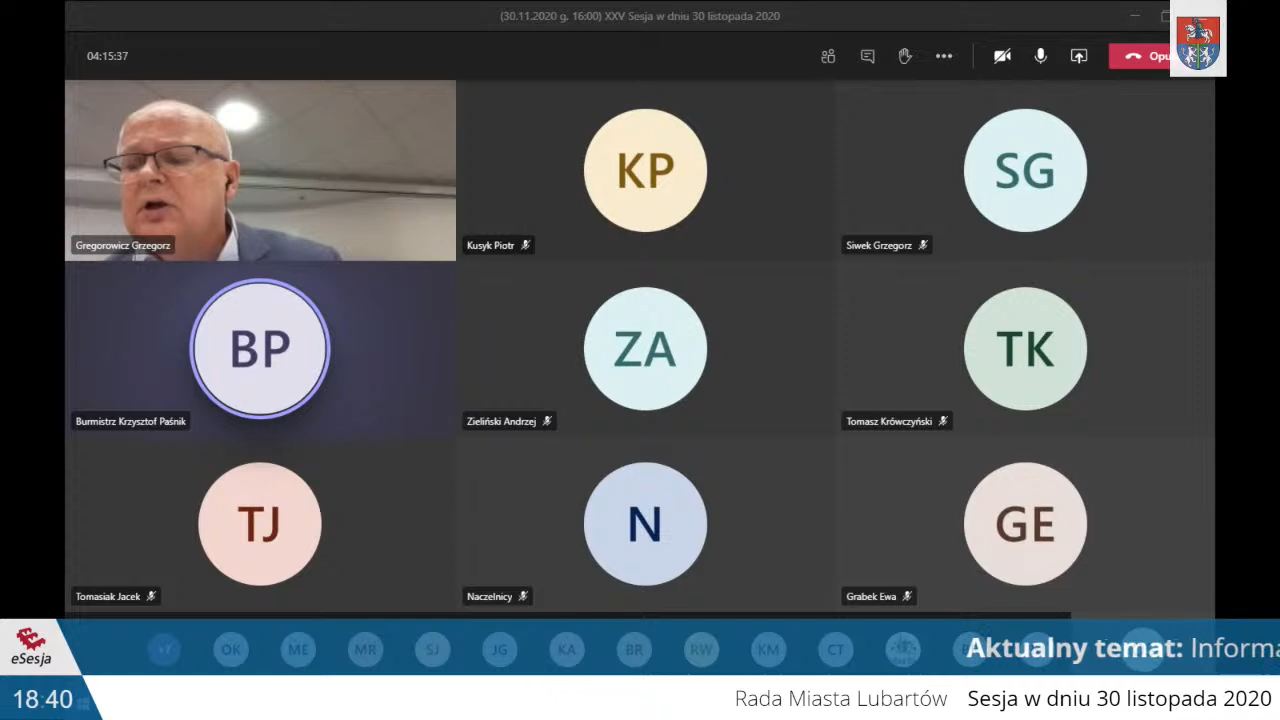 (30.11.2020 g. 16:00) XXV Sesja w dniu 30 listopada 2020
04:15:37
Gregorowicz Grzegorz
KP
Kusyk Piotr
SG
Siwek Grzegorz
BP
Burmistrz Krzysztof Paśnik
ZA
Zieliński Andrzej
TK
Tomasz Krówczyński
TJ
Tomasiak Jacek
N
Naczelnicy
GE
Grabek Ewa
OK ME MR SJ JG KA BR RW KM CT
Aktualny temat: Informa
eSesja
18:40
Rada Miasta Lubartów Sesja w dniu 30 listopada 2020